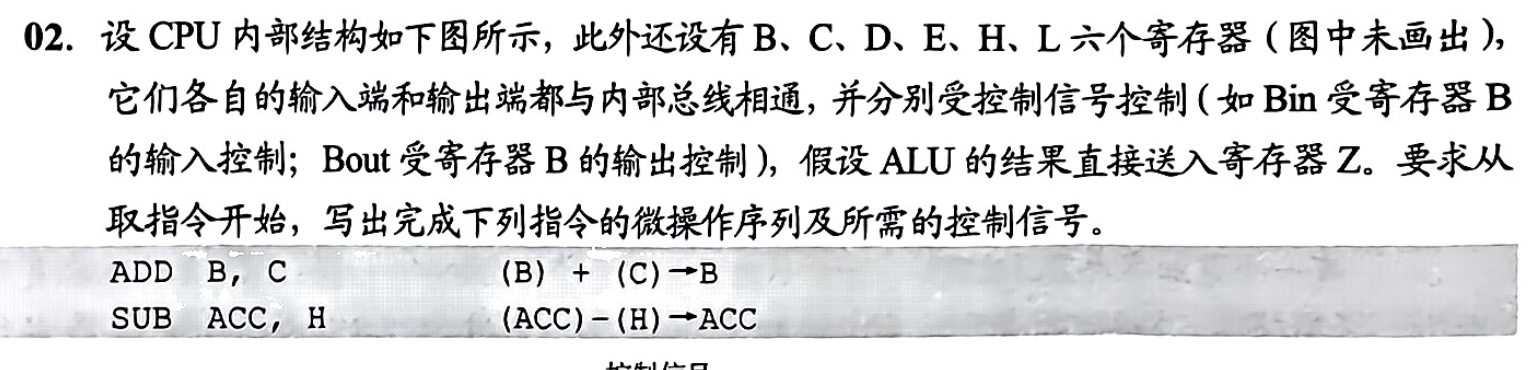 02. 设 CPU 内部结构如下图所示，此外还设有 B、C、D、E、H、L 六个寄存器（图中未画出），
它们各自的输入端和输出端都与内部总线相通，并分别受控制信号控制（如 Bin 受寄存器 B
的输入控制；Bout 受寄存器 B 的输出控制），假设 ALU 的结果直接送入寄存器 Z。要求从
取指令开始，写出完成下列指令的微操作序列及所需的控制信号。
ADD B, C (B) + (C)→B
SUB ACC, H (ACC)-(H)→ACC